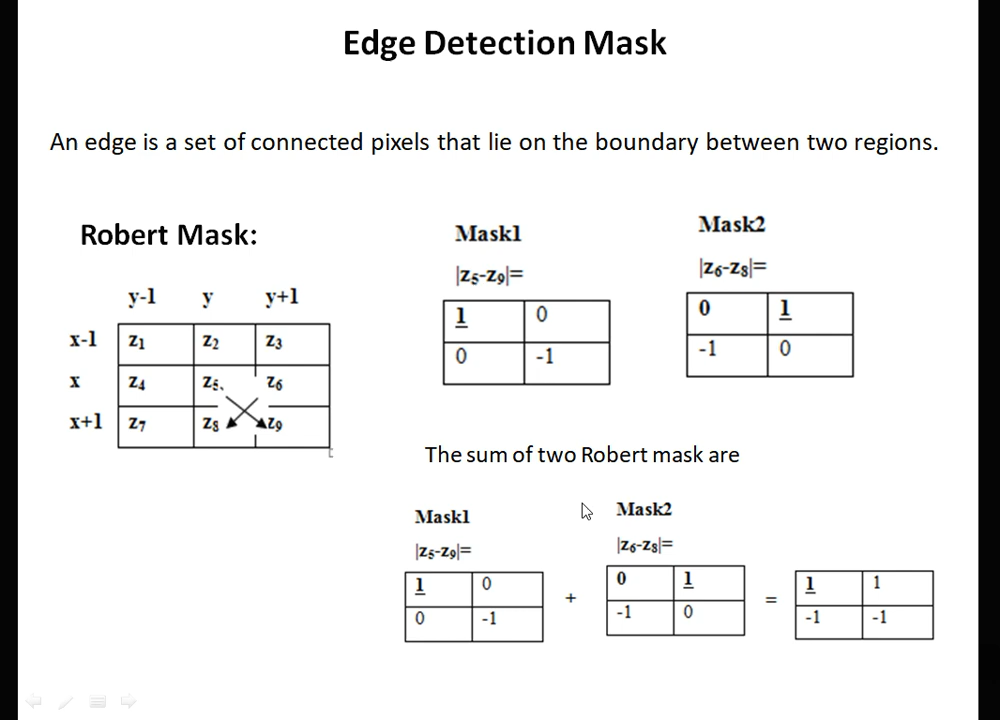 Edge Detection Mask
An edge is a set of connected pixels that lie on the boundary between two regions.
Robert Mask:
y-1 y y+1
x-1 z1 z2 z3
x z4 z5 z6
x+1 z7 z8 z9
Mask1
|z5-z9|=
1 0
0 -1
Mask2
|z6-z8|=
0 1
-1 0
The sum of two Robert mask are
Mask1
|z5-z9|=
1 0
0 -1
+
Mask2
|z6-z8|=
0 1
-1 0
=
1 1
-1 -1